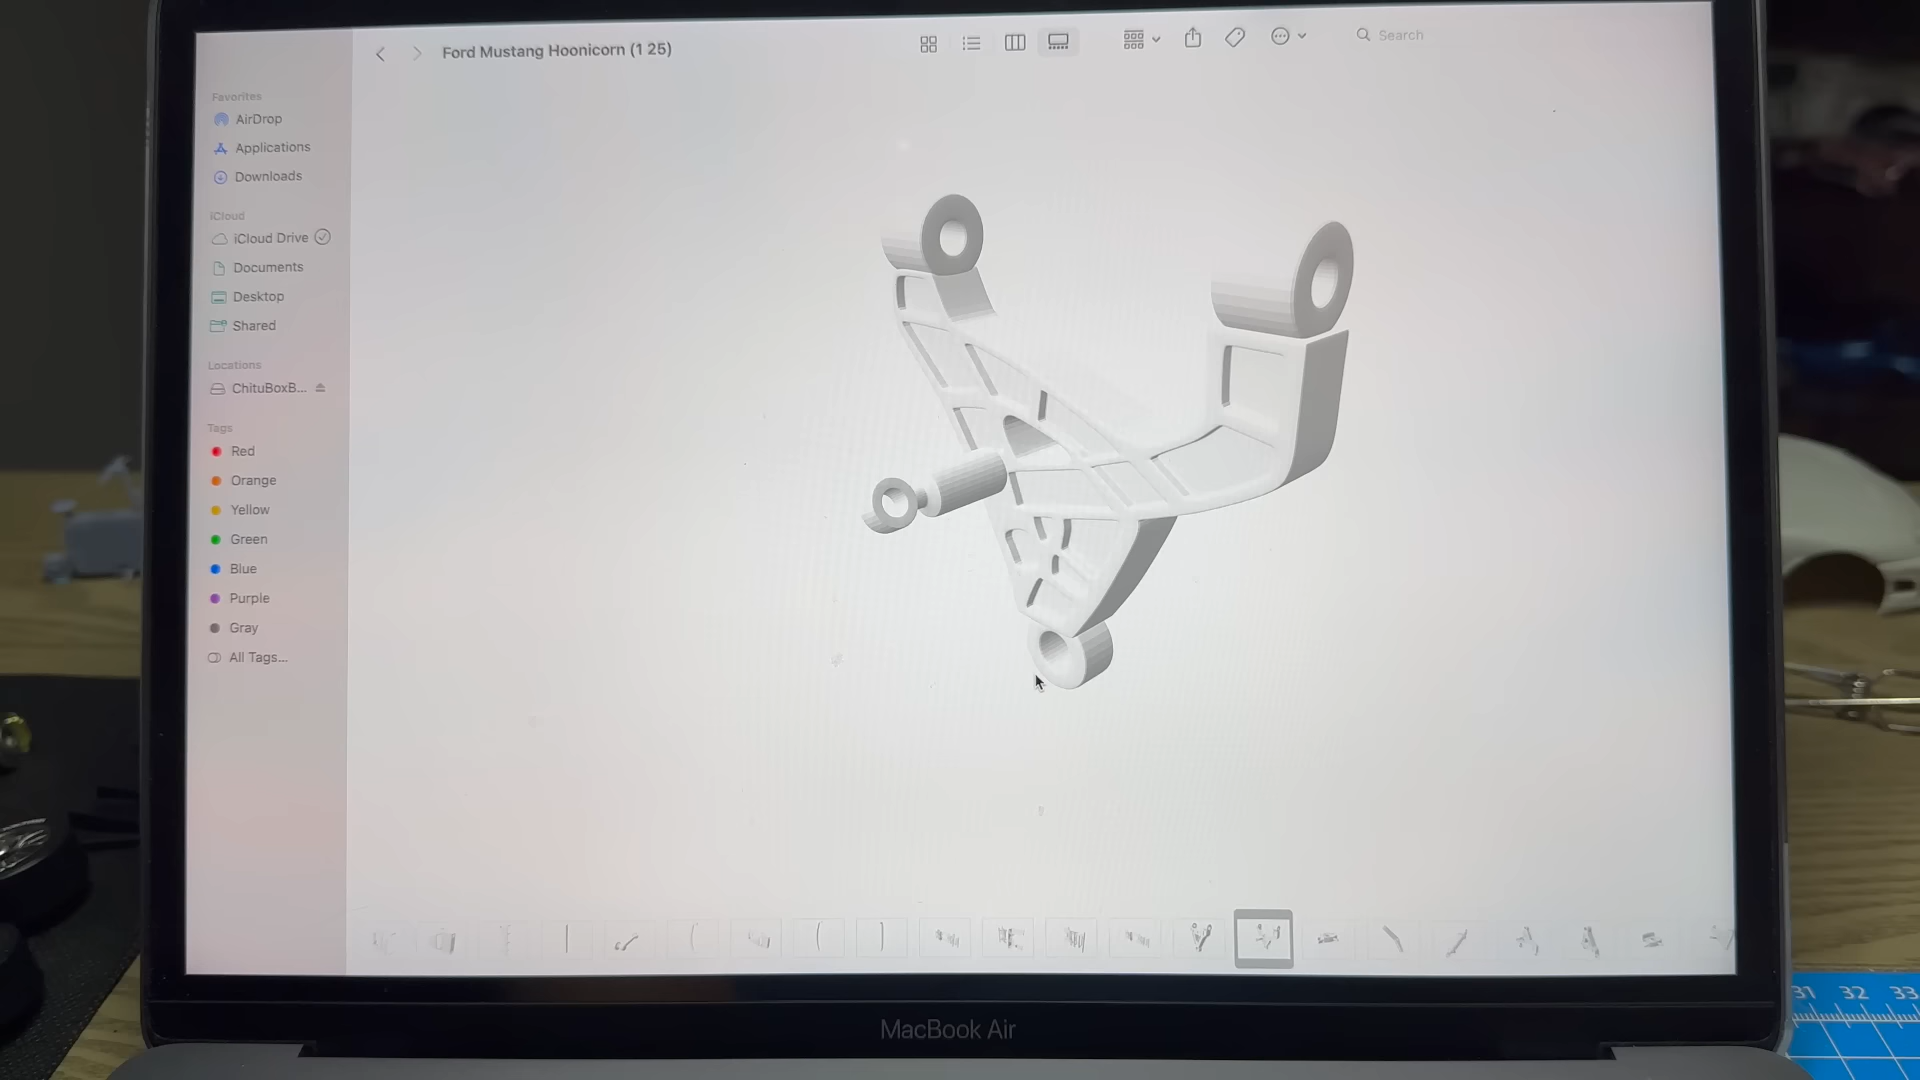 Ford Mustang Hoonicorn (1 25)
Search
Favorites
AirDrop
Applications
Downloads
iCloud
iCloud Drive
Documents
Desktop
Shared
Locations
ChituBoxB...
Tags
Red
Orange
Yellow
Green
Blue
Purple
Gray
All Tags...
MacBook Air
31 32 33